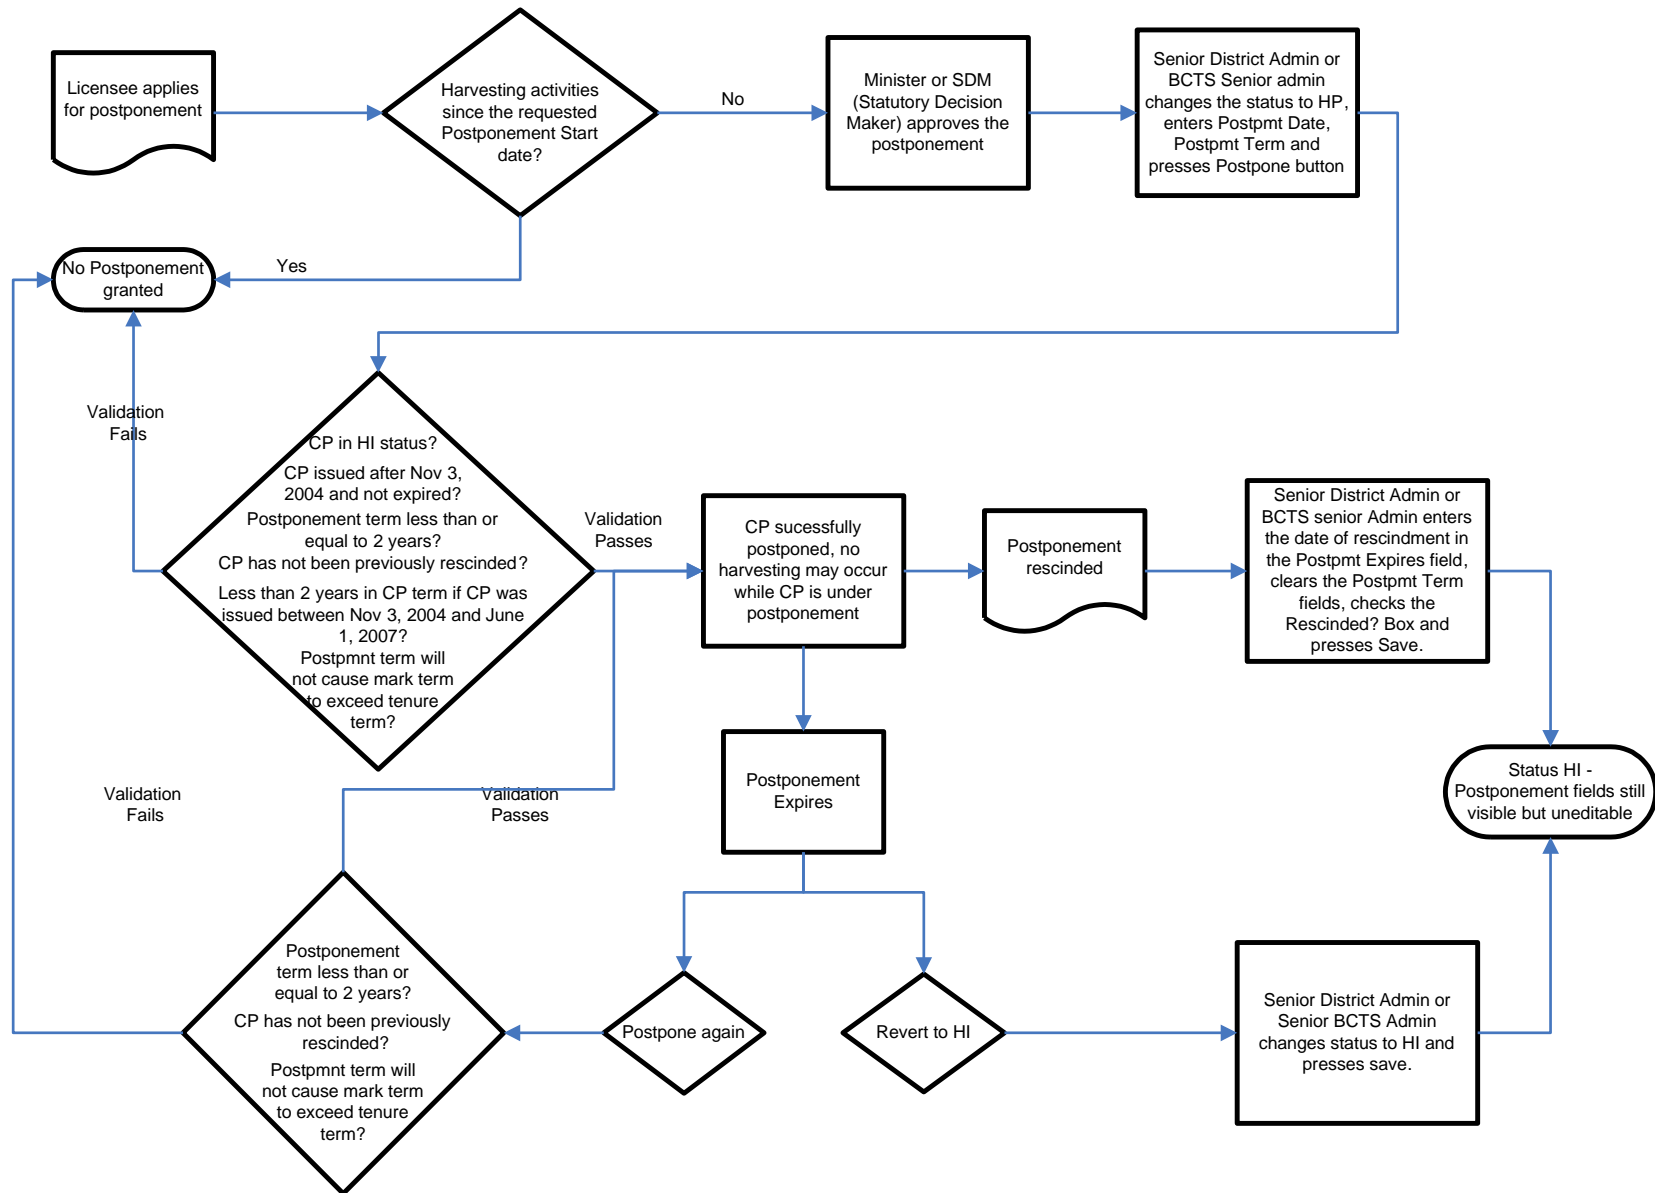 Licensee applies
for postponement
Harvesting activities
since the requested
Postponement Start
date?
No
Minister or SDM
(Statutory Decision
Maker) approves the
postponement
Senior District Admin or
BCTS Senior admin
changes the status to HP,
enters Postpmt Date,
Postpmt Term and
presses Postpone button
No Postponement
granted
Yes
Validation
Fails
CP in HI status?
CP issued after Nov 3,
2004 and not expired?
Postponement term less than or
equal to 2 years?
CP has not been previously rescinded?
Less than 2 years in CP term if CP was
issued between Nov 3, 2004 and June
1, 2007?
Postpmnt term will
not cause mark term
to exceed tenure
term?
Validation
Passes
CP sucessfully
postponed, no
harvesting may occur
while CP is under
postponement
Postponement
rescinded
Senior District Admin or
BCTS senior Admin enters
the date of rescindment in
the Postpmt Expires field,
clears the Postpmt Term
fields, checks the
Rescinded? Box and
presses Save.
Postponement
Expires
Status HI -
Postponement fields still
visible but uneditable
Validation
Fails
Validation
Passes
Postponement
term less than or
equal to 2 years?
CP has not been previously
rescinded?
Postpmnt term will
not cause mark term
to exceed tenure
term?
Postpone again
Revert to HI
Senior District Admin or
Senior BCTS Admin
changes status to HI and
presses save.